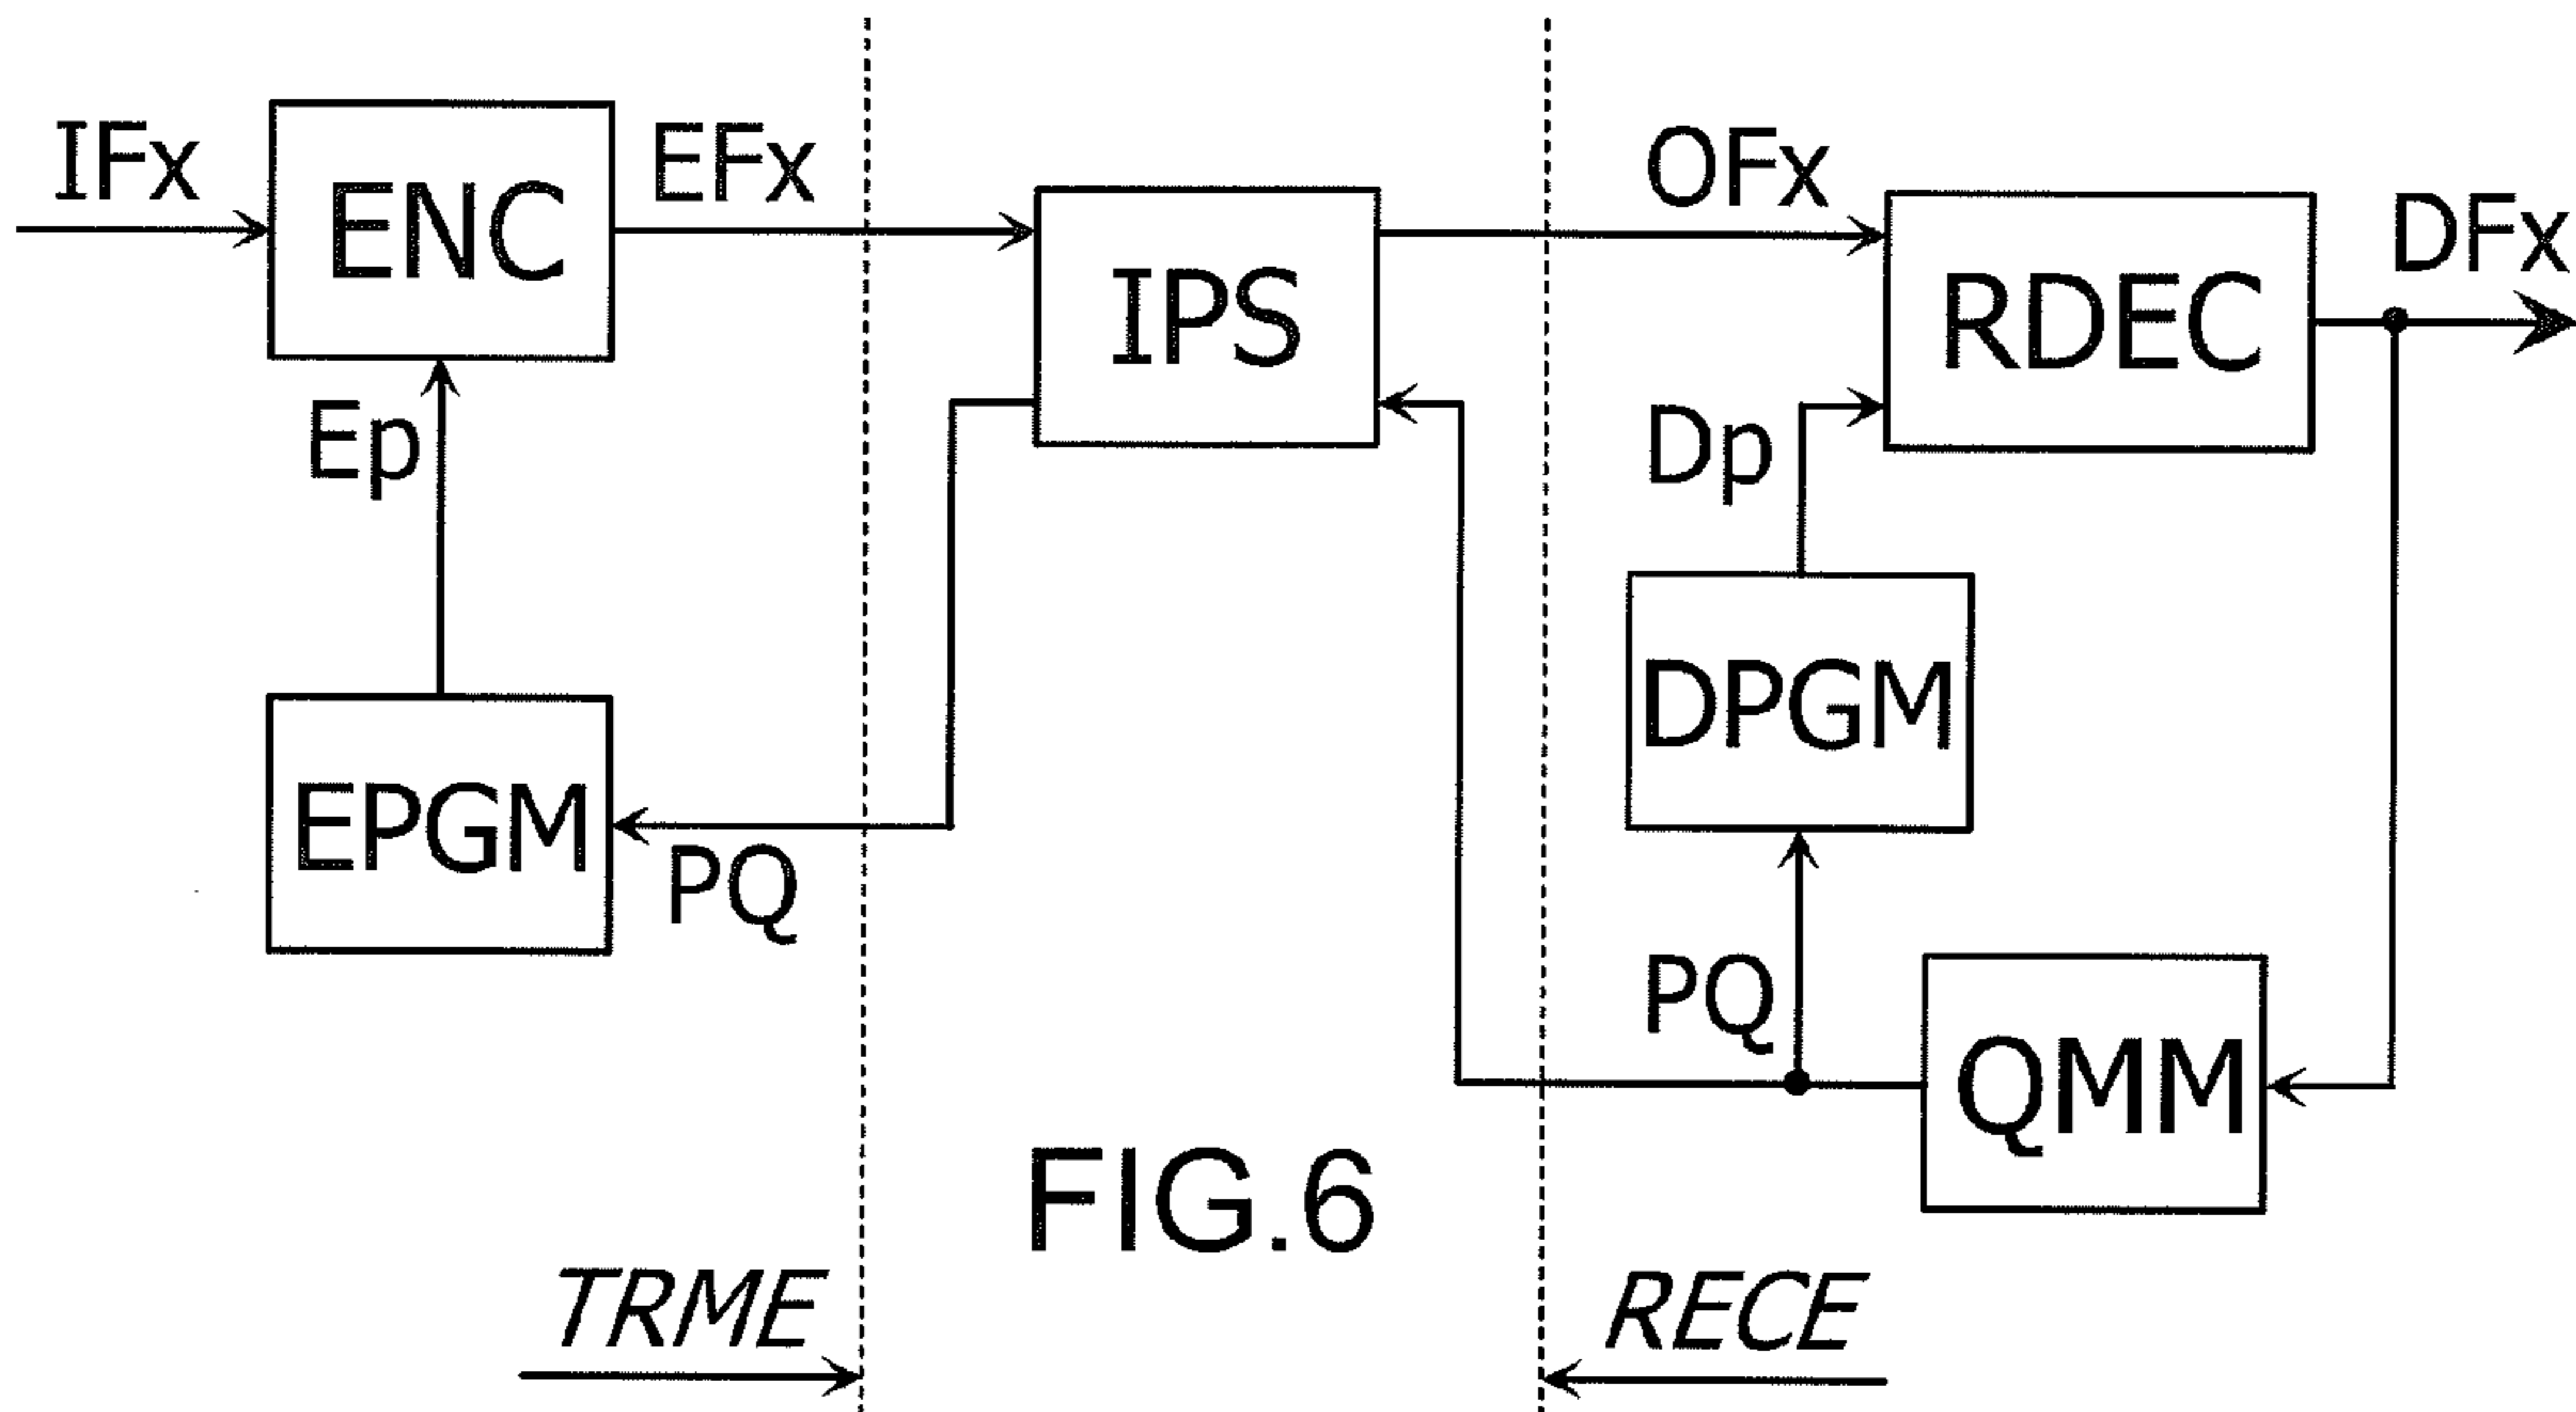 IFx
ENC
EFx
IPS
OFx
RDEC
DFx
Ep
Dp
EPGM
PQ
DPGM
PQ
QMM
FIG.6
TRME
RECE